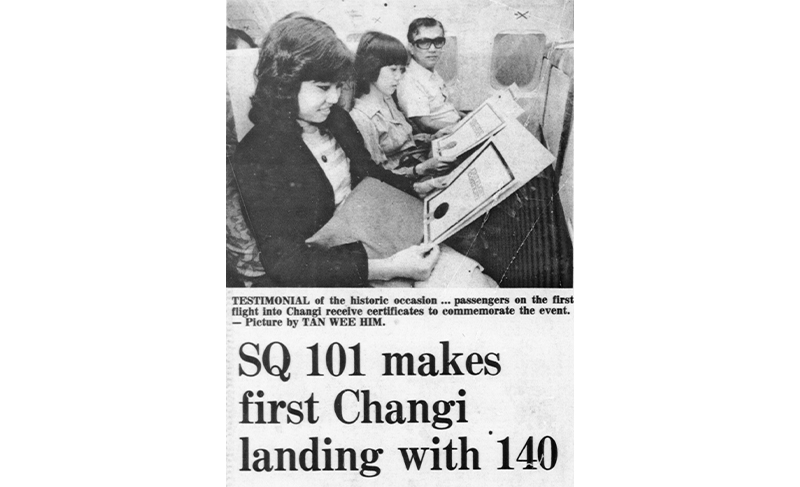 TESTIMONIAL of the historic occasion ... passengers on the first
flight into Changi receive certificates to commemorate the event.
— Picture by TAN WEE HIM.
SQ 101 makes
first Changi
landing with 140